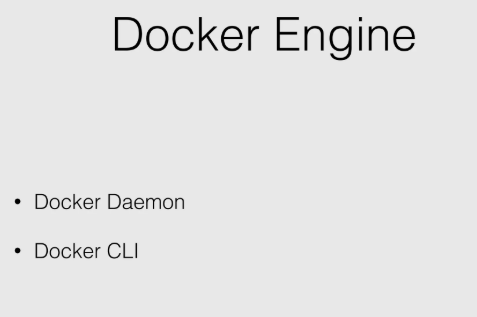 Docker Engine
• Docker Daemon
• Docker CLI